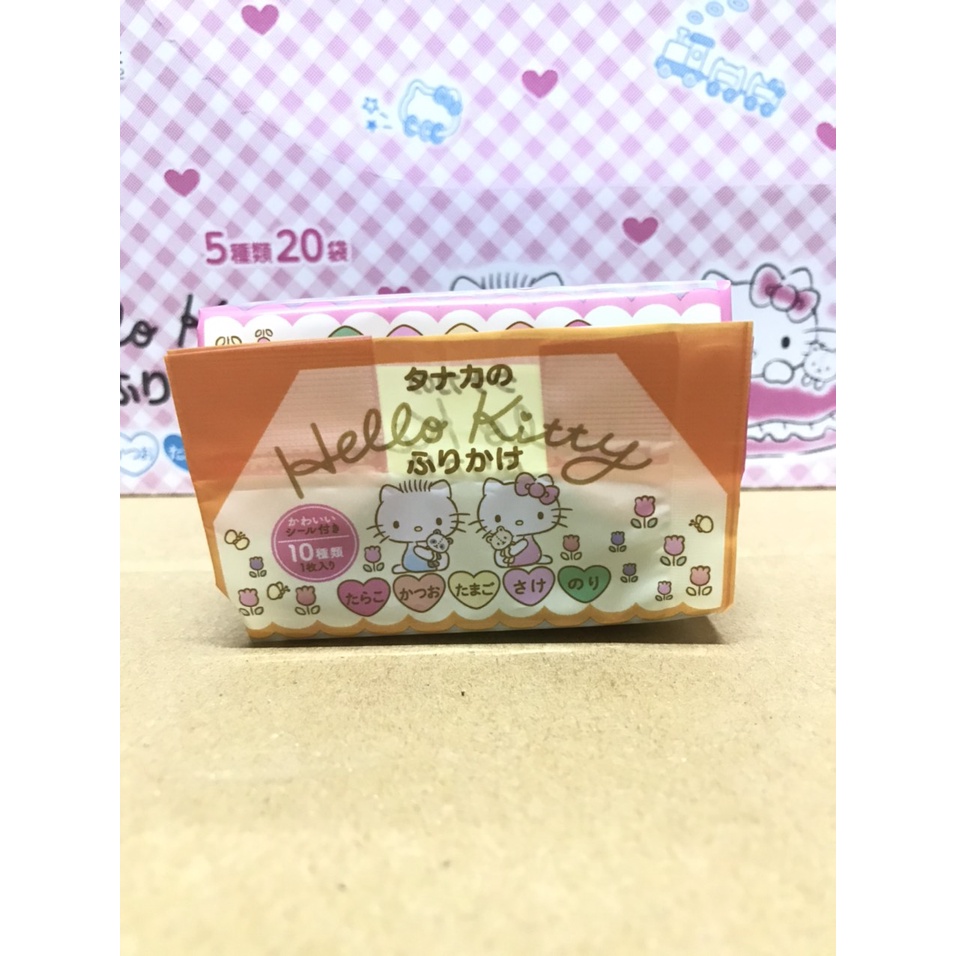 5種類20袋
タナカの
Hello Kitty
ふりかけ
かわいい
シール付き
10種類
1枚入り
たらこ
かつお
たまご
さけ
のり